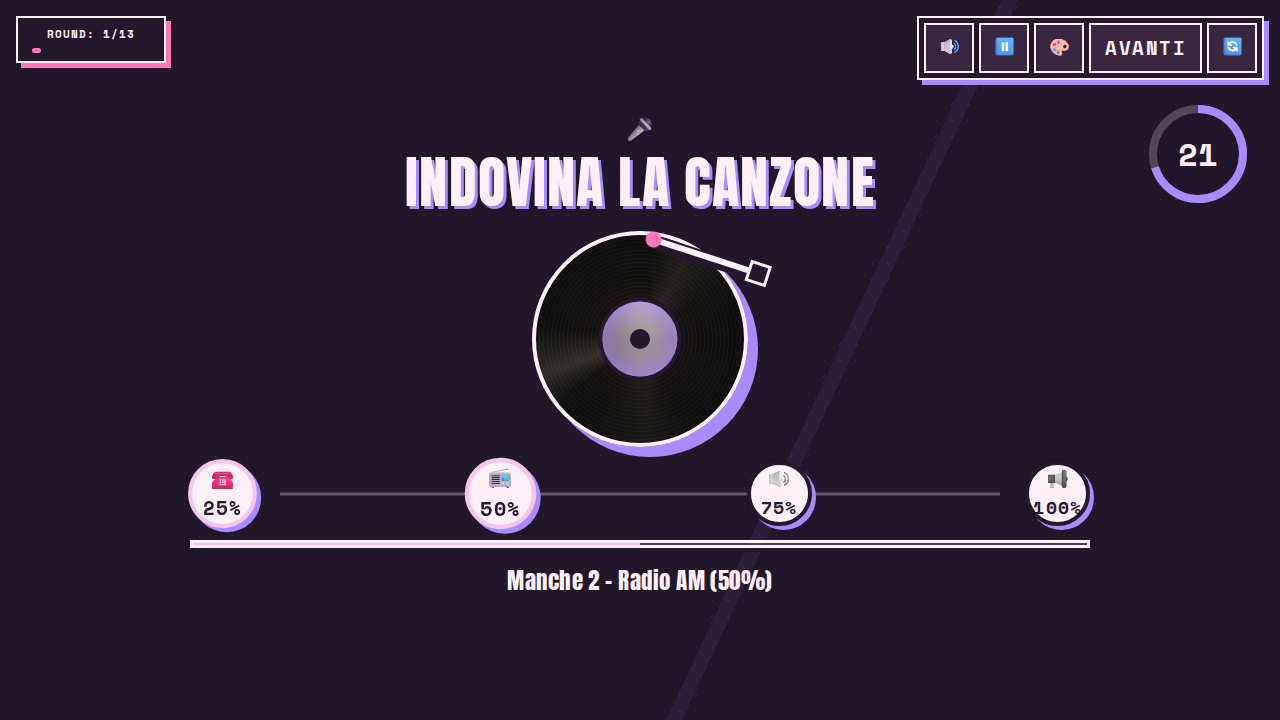 ROUND: 1/13
AVANTI
21
INDOVINA LA CANZONE
25%
50%
75%
100%
Manche 2 - Radio AM (50%)